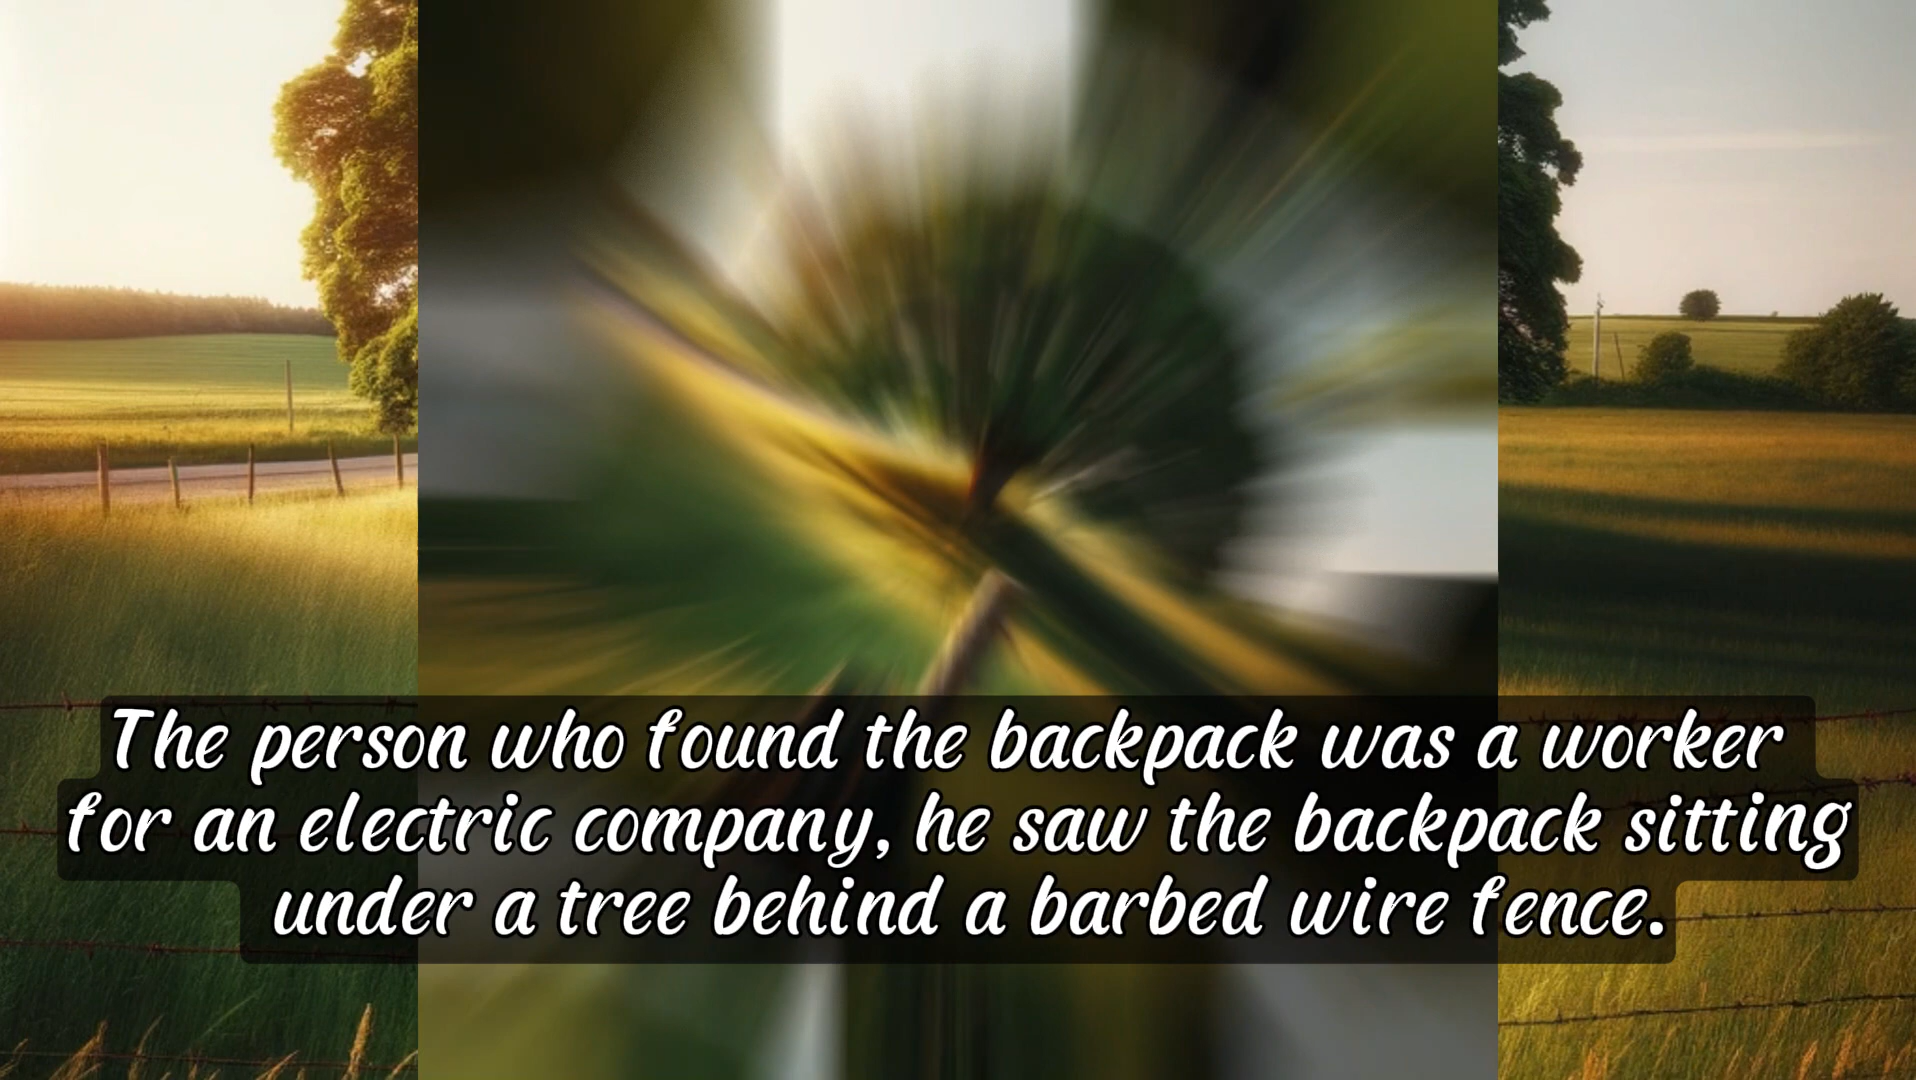 The person who found the backpack was a worker
for an electric company, he saw the backpack sitting
under a tree behind a barbed wire fence.